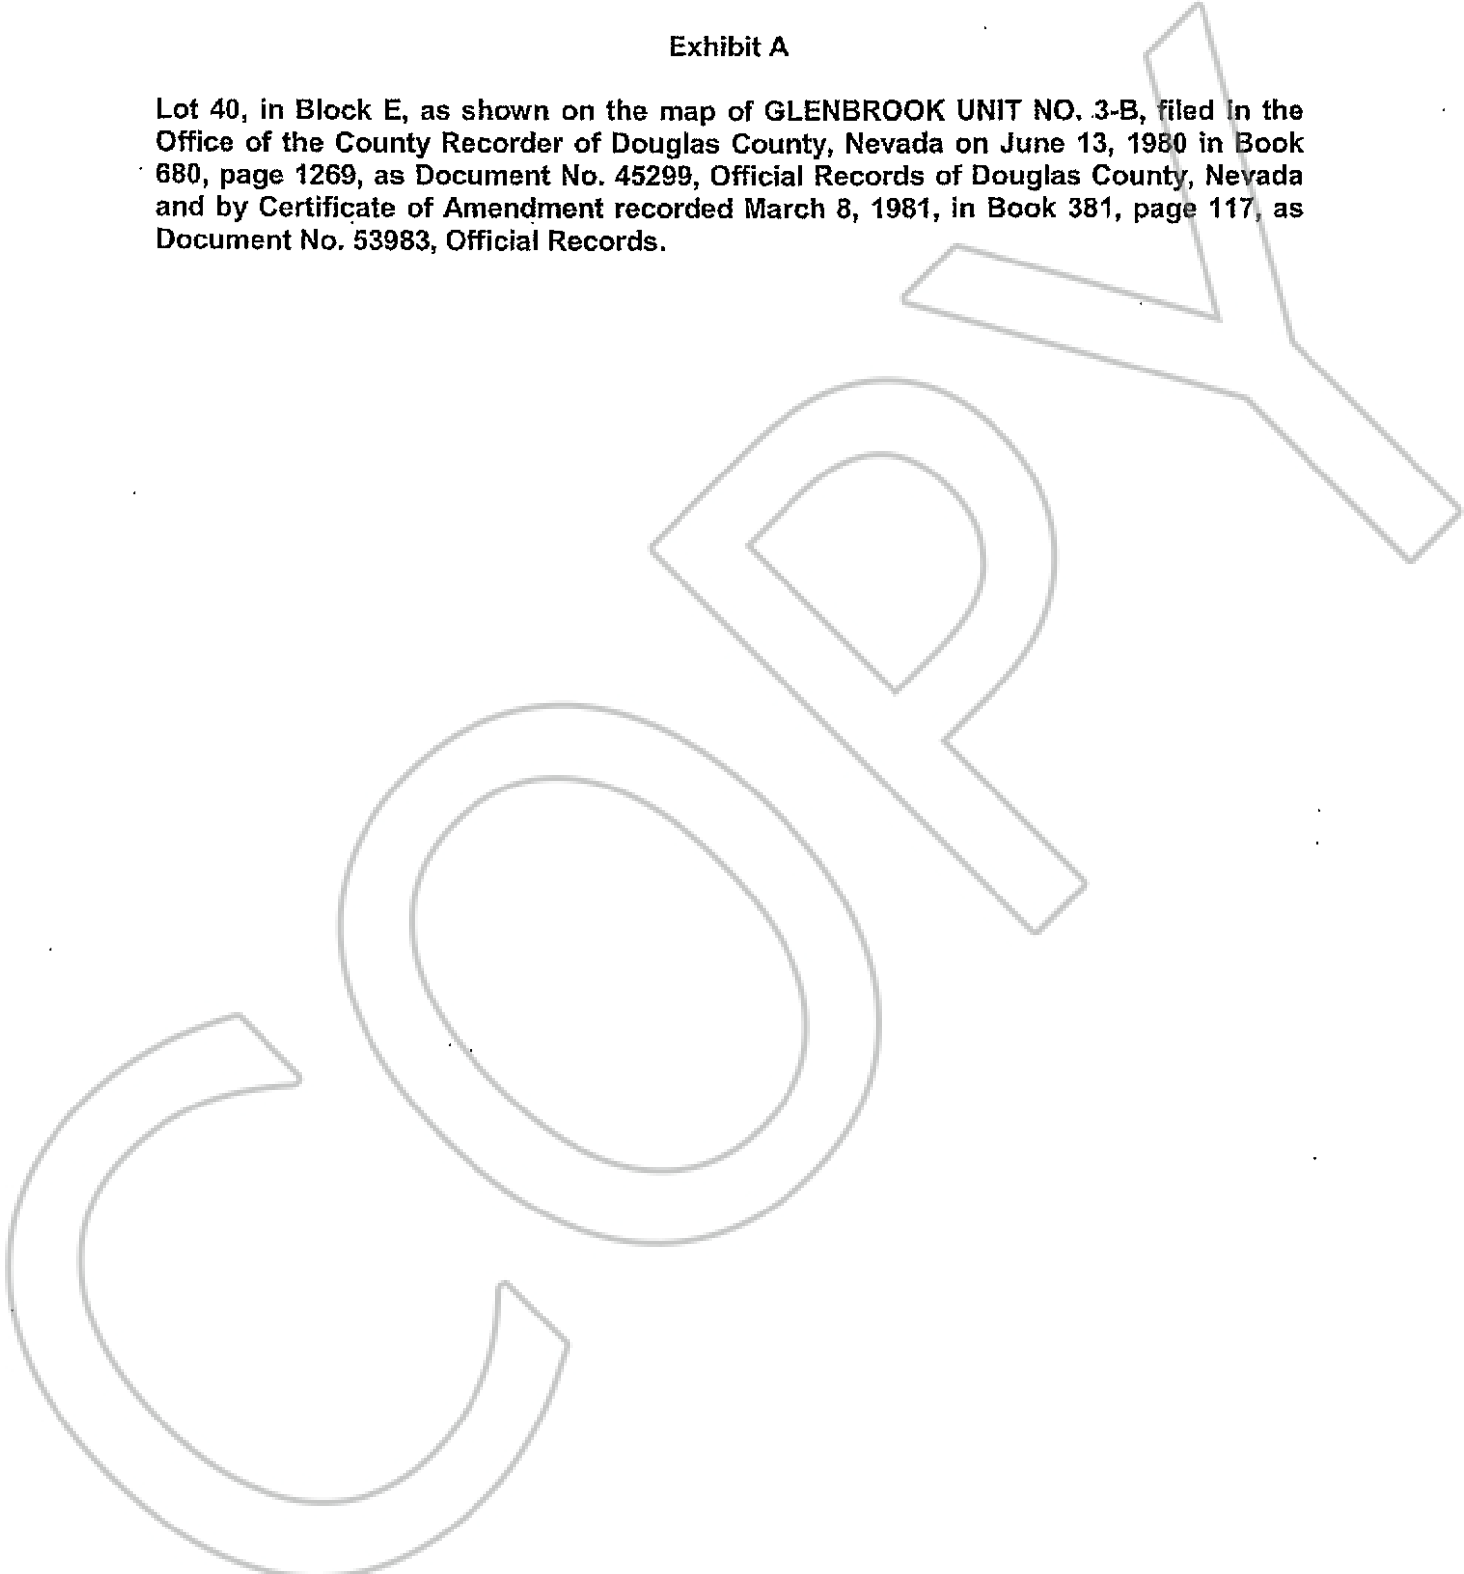 Exhibit A
Lot 40, in Block E, as shown on the map of GLENBROOK UNIT NO. 3-B, filed in the
Office of the County Recorder of Douglas County, Nevada on June 13, 1980 in Book
680, page 1269, as Document No. 45299, Official Records of Douglas County, Nevada
and by Certificate of Amendment recorded March 8, 1981, in Book 381, page 117, as
Document No. 53983, Official Records.
COPY